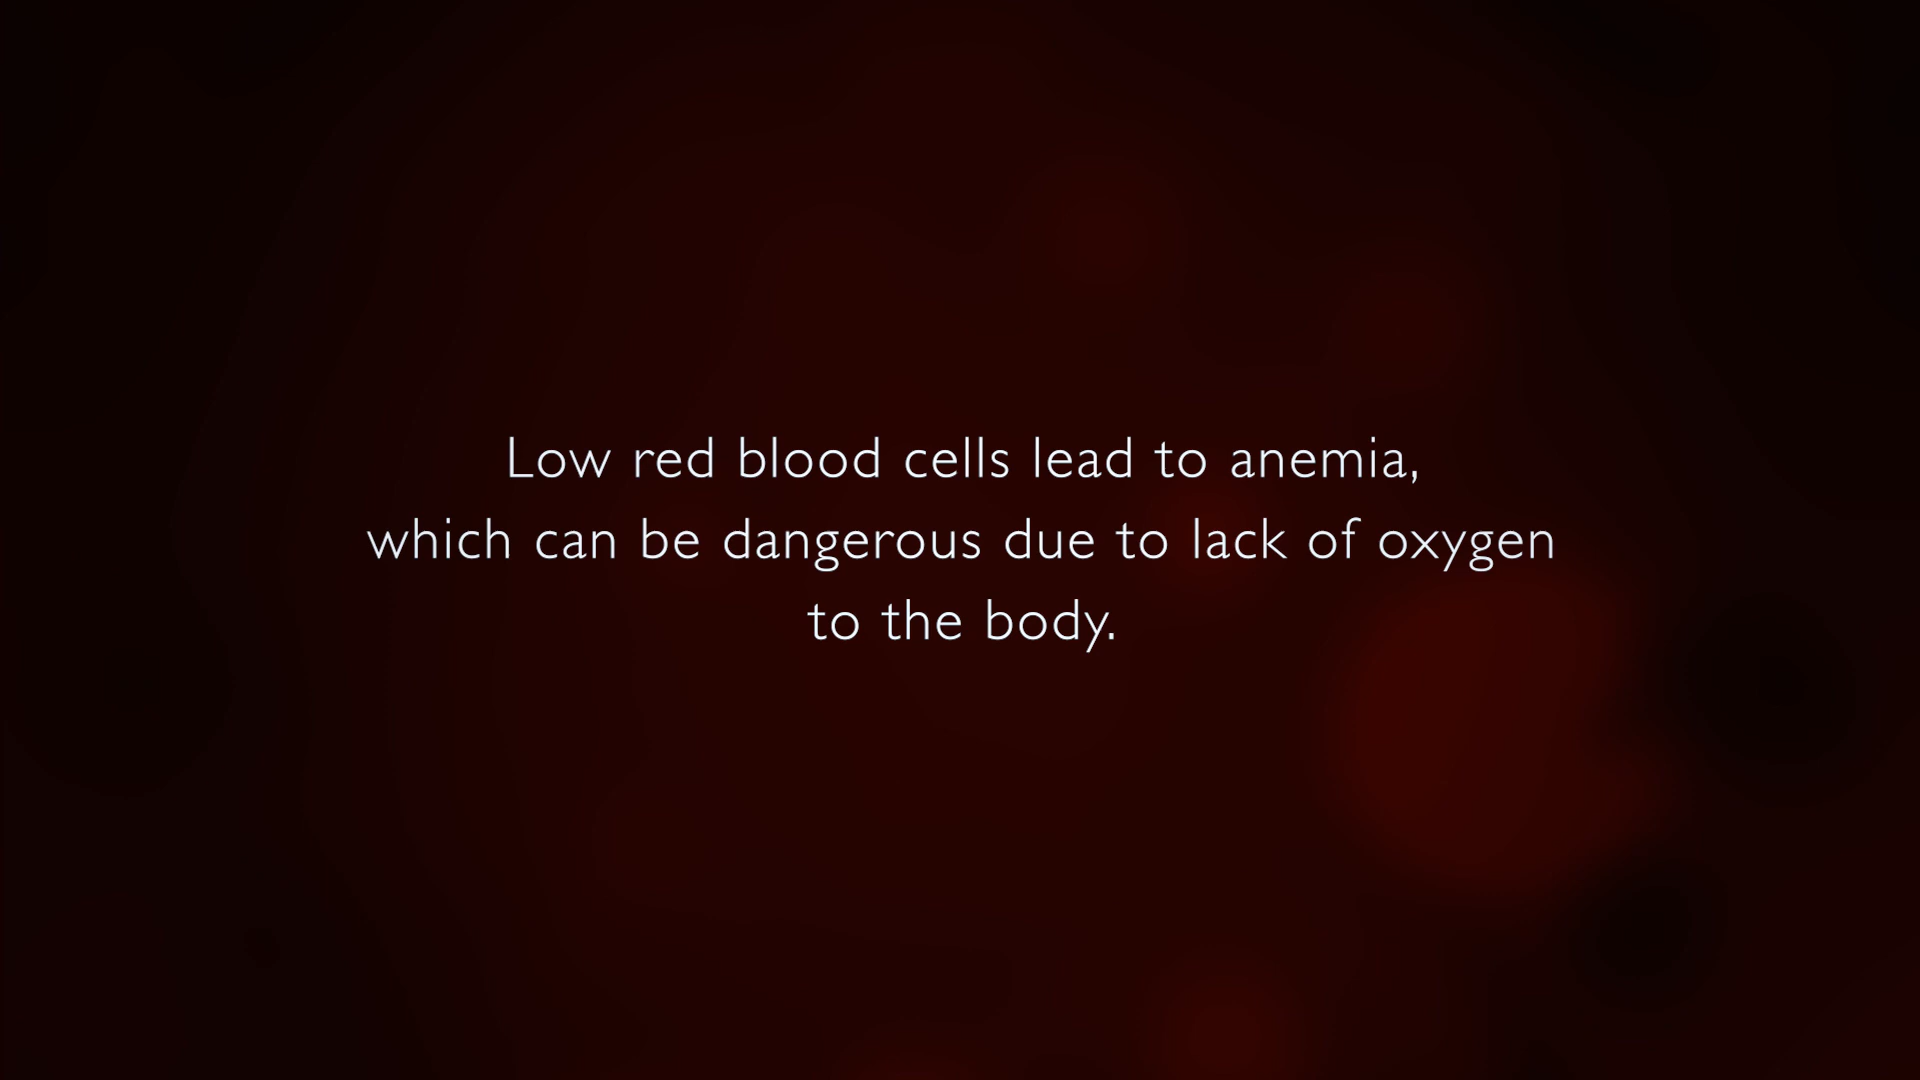 Low red blood cells lead to anemia,
which can be dangerous due to lack of oxygen
to the body.